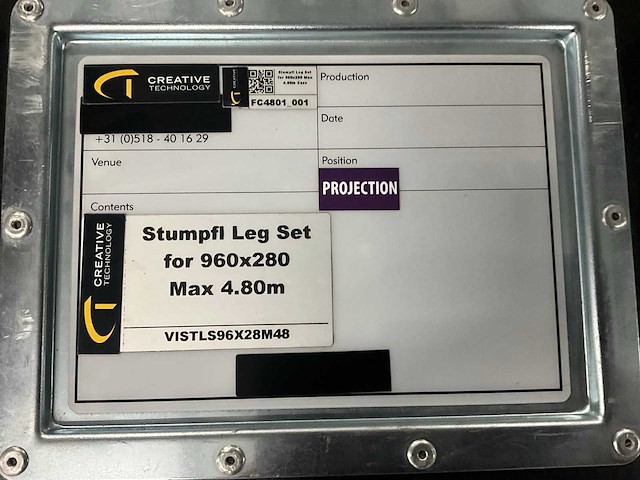 CREATIVE
TECHNOLOGY
Stumpfl Leg Set
for 960x280 Max
4.80m Case
FC4801_001
Production
+31 (0)518 - 40 16 29
Date
Venue
Position
PROJECTION
Contents
CREATIVE
TECHNOLOGY
Stumpfl Leg Set
for 960x280
Max 4.80m
VISTLS96X28M48